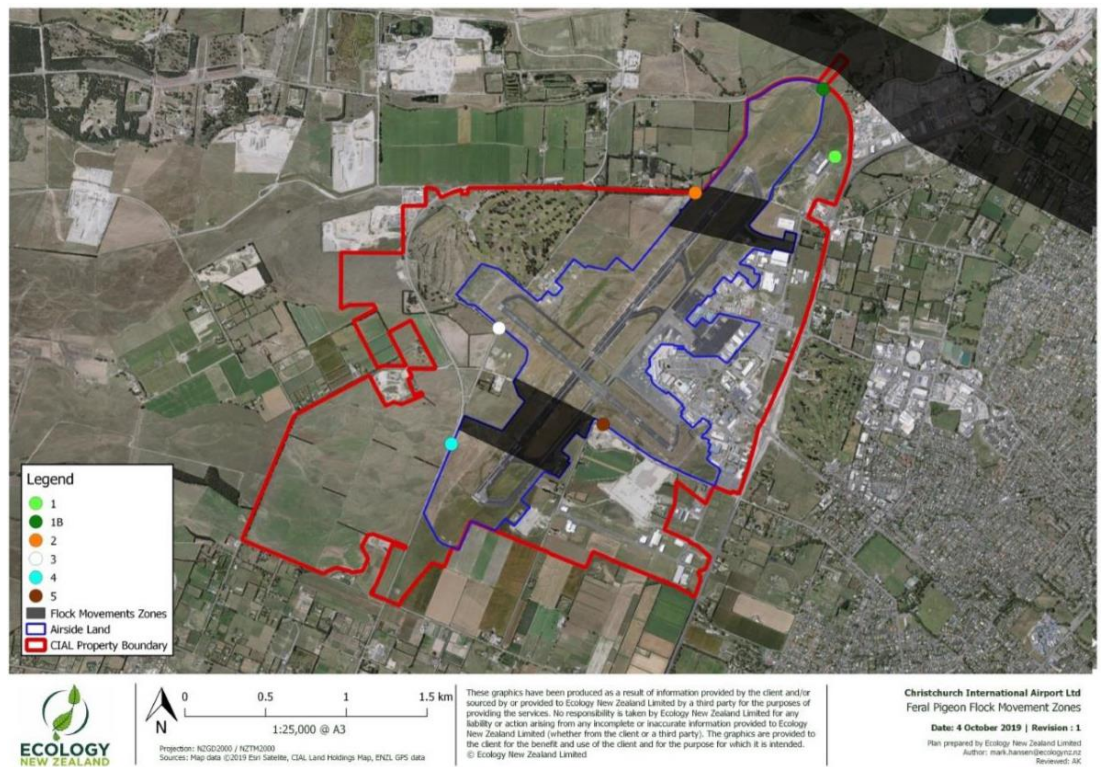 Legend
1
1B
2
3
4
5
Flock Movements Zones
Airside Land
CIAL Property Boundary
ECOLOGY
NEW ZEALAND
N
0 0.5 1 1.5 km
1:25,000 @ A3
Projection: NZGD2000 / NZTM2000
Sources: Map data ©2019 Esri Satelite, CIAL Land Holdings Map, ENZL GPS data
These graphics have been produced as a result of information provided by the client and/or
sourced by or provided to Ecology New Zealand Limited by a third party for the purposes of
providing the services. No responsibility is taken by Ecology New Zealand Limited for any
liability or action arising from any incomplete or inaccurate information provided to Ecology
New Zealand Limited (whether from the client or a third party). The graphics are provided to
the client for the benefit and use of the client and for the purpose for which it is intended.
© Ecology New Zealand Limited
Christchurch International Airport Ltd
Feral Pigeon Flock Movement Zones
Date: 4 October 2019 | Revision : 1
Plan prepared by Ecology New Zealand Limited
Author: mark.hansen@ecologynz.nz
Reviewed: AK